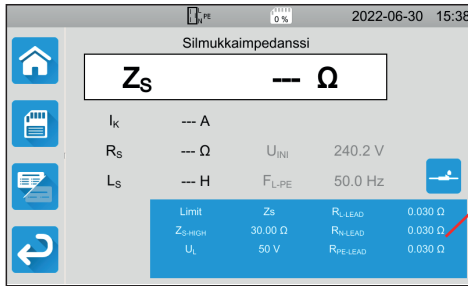 L N PE 0 % 2022-06-30 15:38
Silmukkaimpedanssi
ZS --- Ω
IK --- A
RS --- Ω UINI 240.2 V
LS --- H FL-PE 50.0 Hz
Limit Zs RL-LEAD 0.030 Ω
ZS-HIGH 30.00 Ω RN-LEAD 0.030 Ω
UL 50 V RPE-LEAD 0.030 Ω